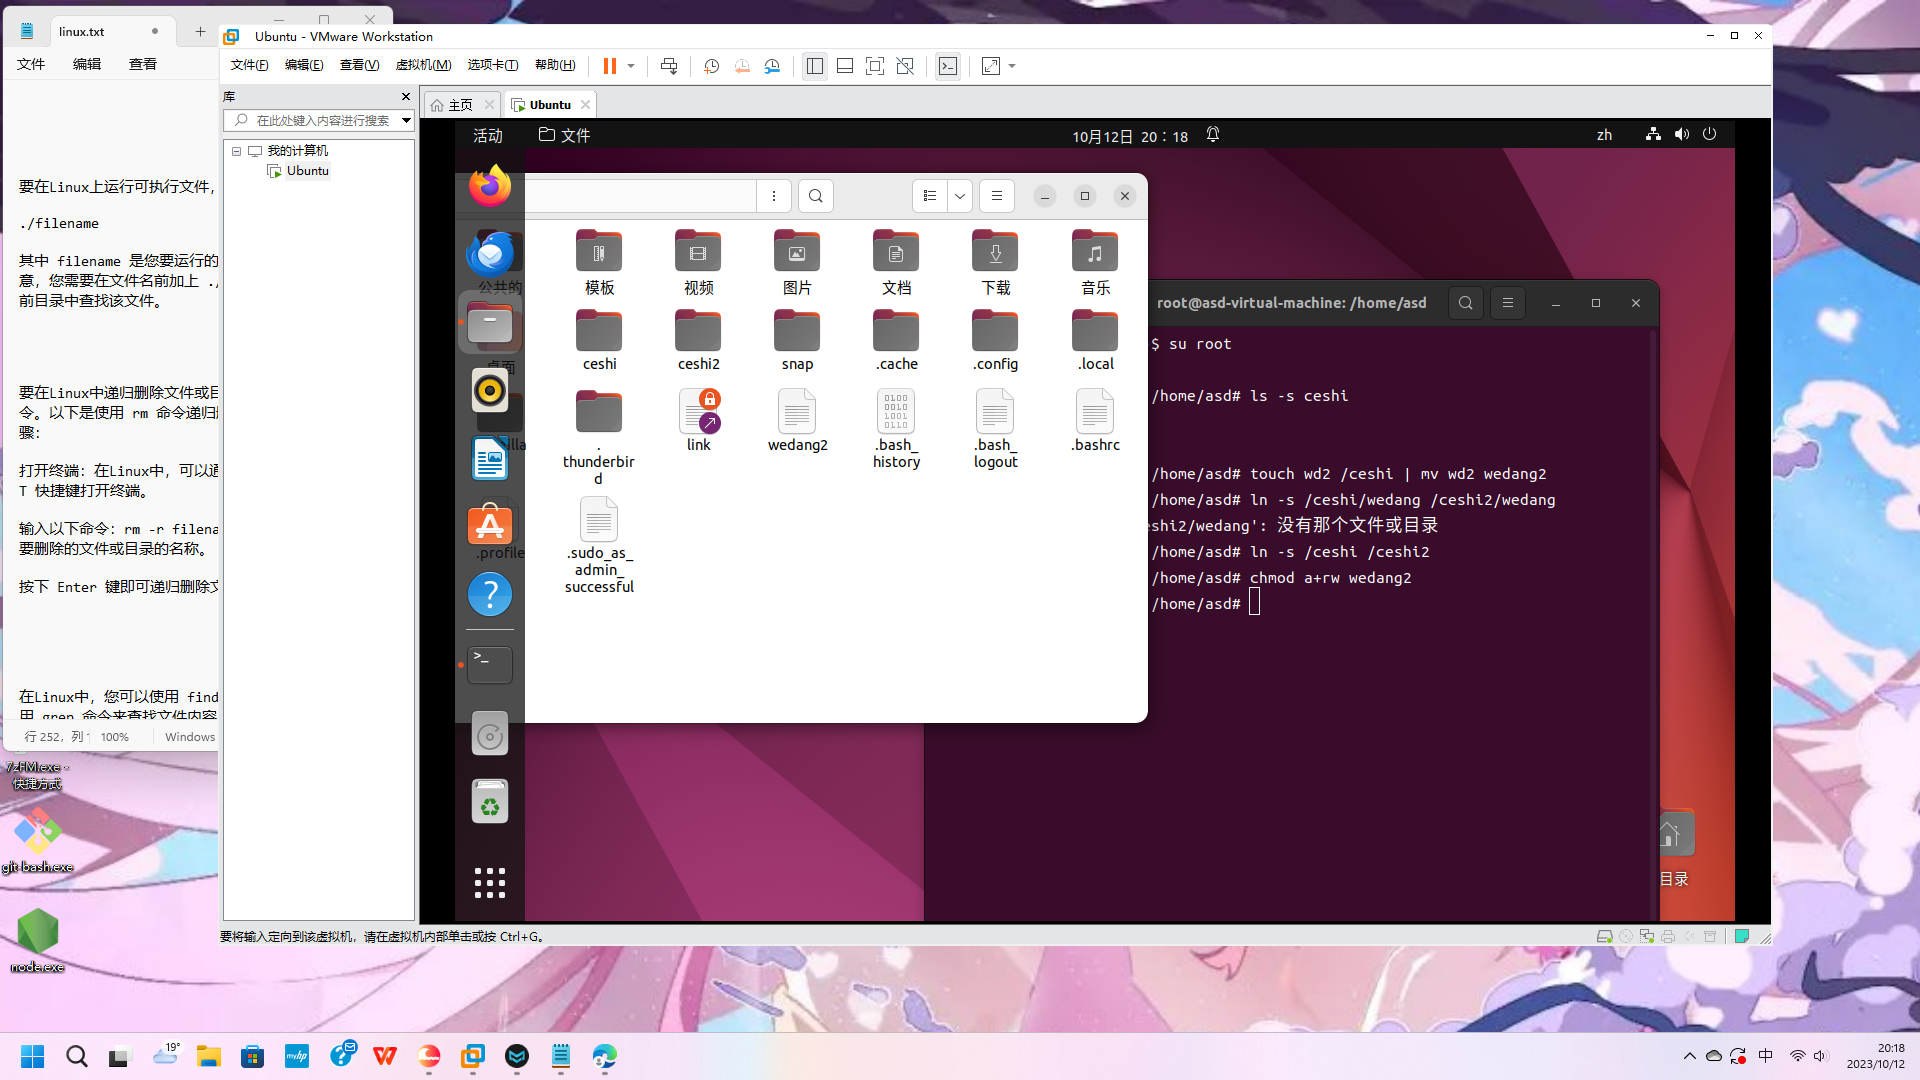 linux.txt
文件 编辑 查看
要在Linux上运行可执行文件，
./filename
其中 filename 是您要运行的
意，您需要在文件名前加上 ./
前目录中查找该文件。
要在Linux中递归删除文件或目
令。以下是使用 rm 命令递归
骤：
打开终端：在Linux中，可以通
T 快捷键打开终端。
输入以下命令：rm -r filena
要删除的文件或目录的名称。
按下 Enter 键即可递归删除文
在Linux中，您可以使用 find
用 grep 命令来查找文件内容
行 252，列 100% Windows
Ubuntu - VMware Workstation
文件(F) 编辑(E) 查看(V) 虚拟机(M) 选项卡(T) 帮助(H)
库
在此处键入内容进行搜索
我的计算机
Ubuntu
主页
Ubuntu
活动 文件
10月12日 20：18
zh
公共的 模板 视频 图片 文档 下载 音乐
桌面 ceshi ceshi2 snap .cache .config .local
illa .
thunderbir
d
link wedang2 .bash_
history
.bash_
logout
.bashrc
.profile .sudo_as_
admin_
successful
root@asd-virtual-machine: /home/asd
$ su root
/home/asd# ls -s ceshi
/home/asd# touch wd2 /ceshi | mv wd2 wedang2
/home/asd# ln -s /ceshi/wedang /ceshi2/wedang
eshi2/wedang': 没有那个文件或目录
/home/asd# ln -s /ceshi /ceshi2
/home/asd# chmod a+rw wedang2
/home/asd#
目录
要将输入定向到该虚拟机，请在虚拟机内部单击或按 Ctrl+G。
7zFM.exe -
快捷方式
git-bash.exe
node.exe
19°
myhp
中
20:18
2023/10/12